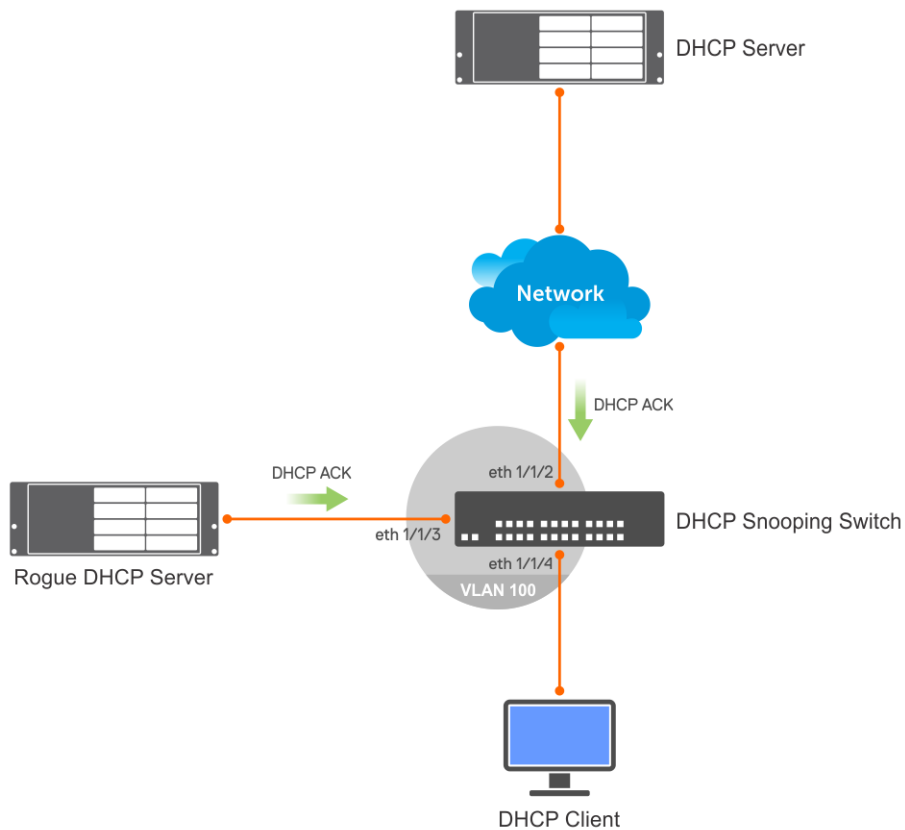 DHCP Server
Network
DHCP ACK
DHCP ACK
eth 1/1/2
eth 1/1/3
DHCP Snooping Switch
Rogue DHCP Server
eth 1/1/4
VLAN 100
DHCP Client